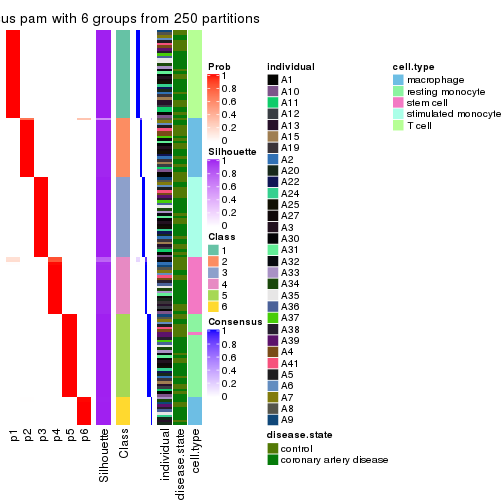 us pam with 6 groups from 250 partitions
Prob
1
0.8
0.6
0.4
0.2
0
Silhouette
1
0.8
0.6
0.4
0.2
0
Class
1
2
3
4
5
6
Consensus
1
0.8
0.6
0.4
0.2
0
individual
A1
A10
A11
A12
A13
A15
A19
A2
A20
A22
A24
A25
A27
A3
A30
A31
A32
A33
A34
A35
A36
A37
A38
A39
A4
A41
A5
A6
A7
A8
A9
disease.state
control
coronary artery disease
cell.type
macrophage
resting monocyte
stem cell
stimulated monocyte
T cell
p1
p2
p3
p4
p5
p6
Silhouette
Class
individual
disease.state
cell.type